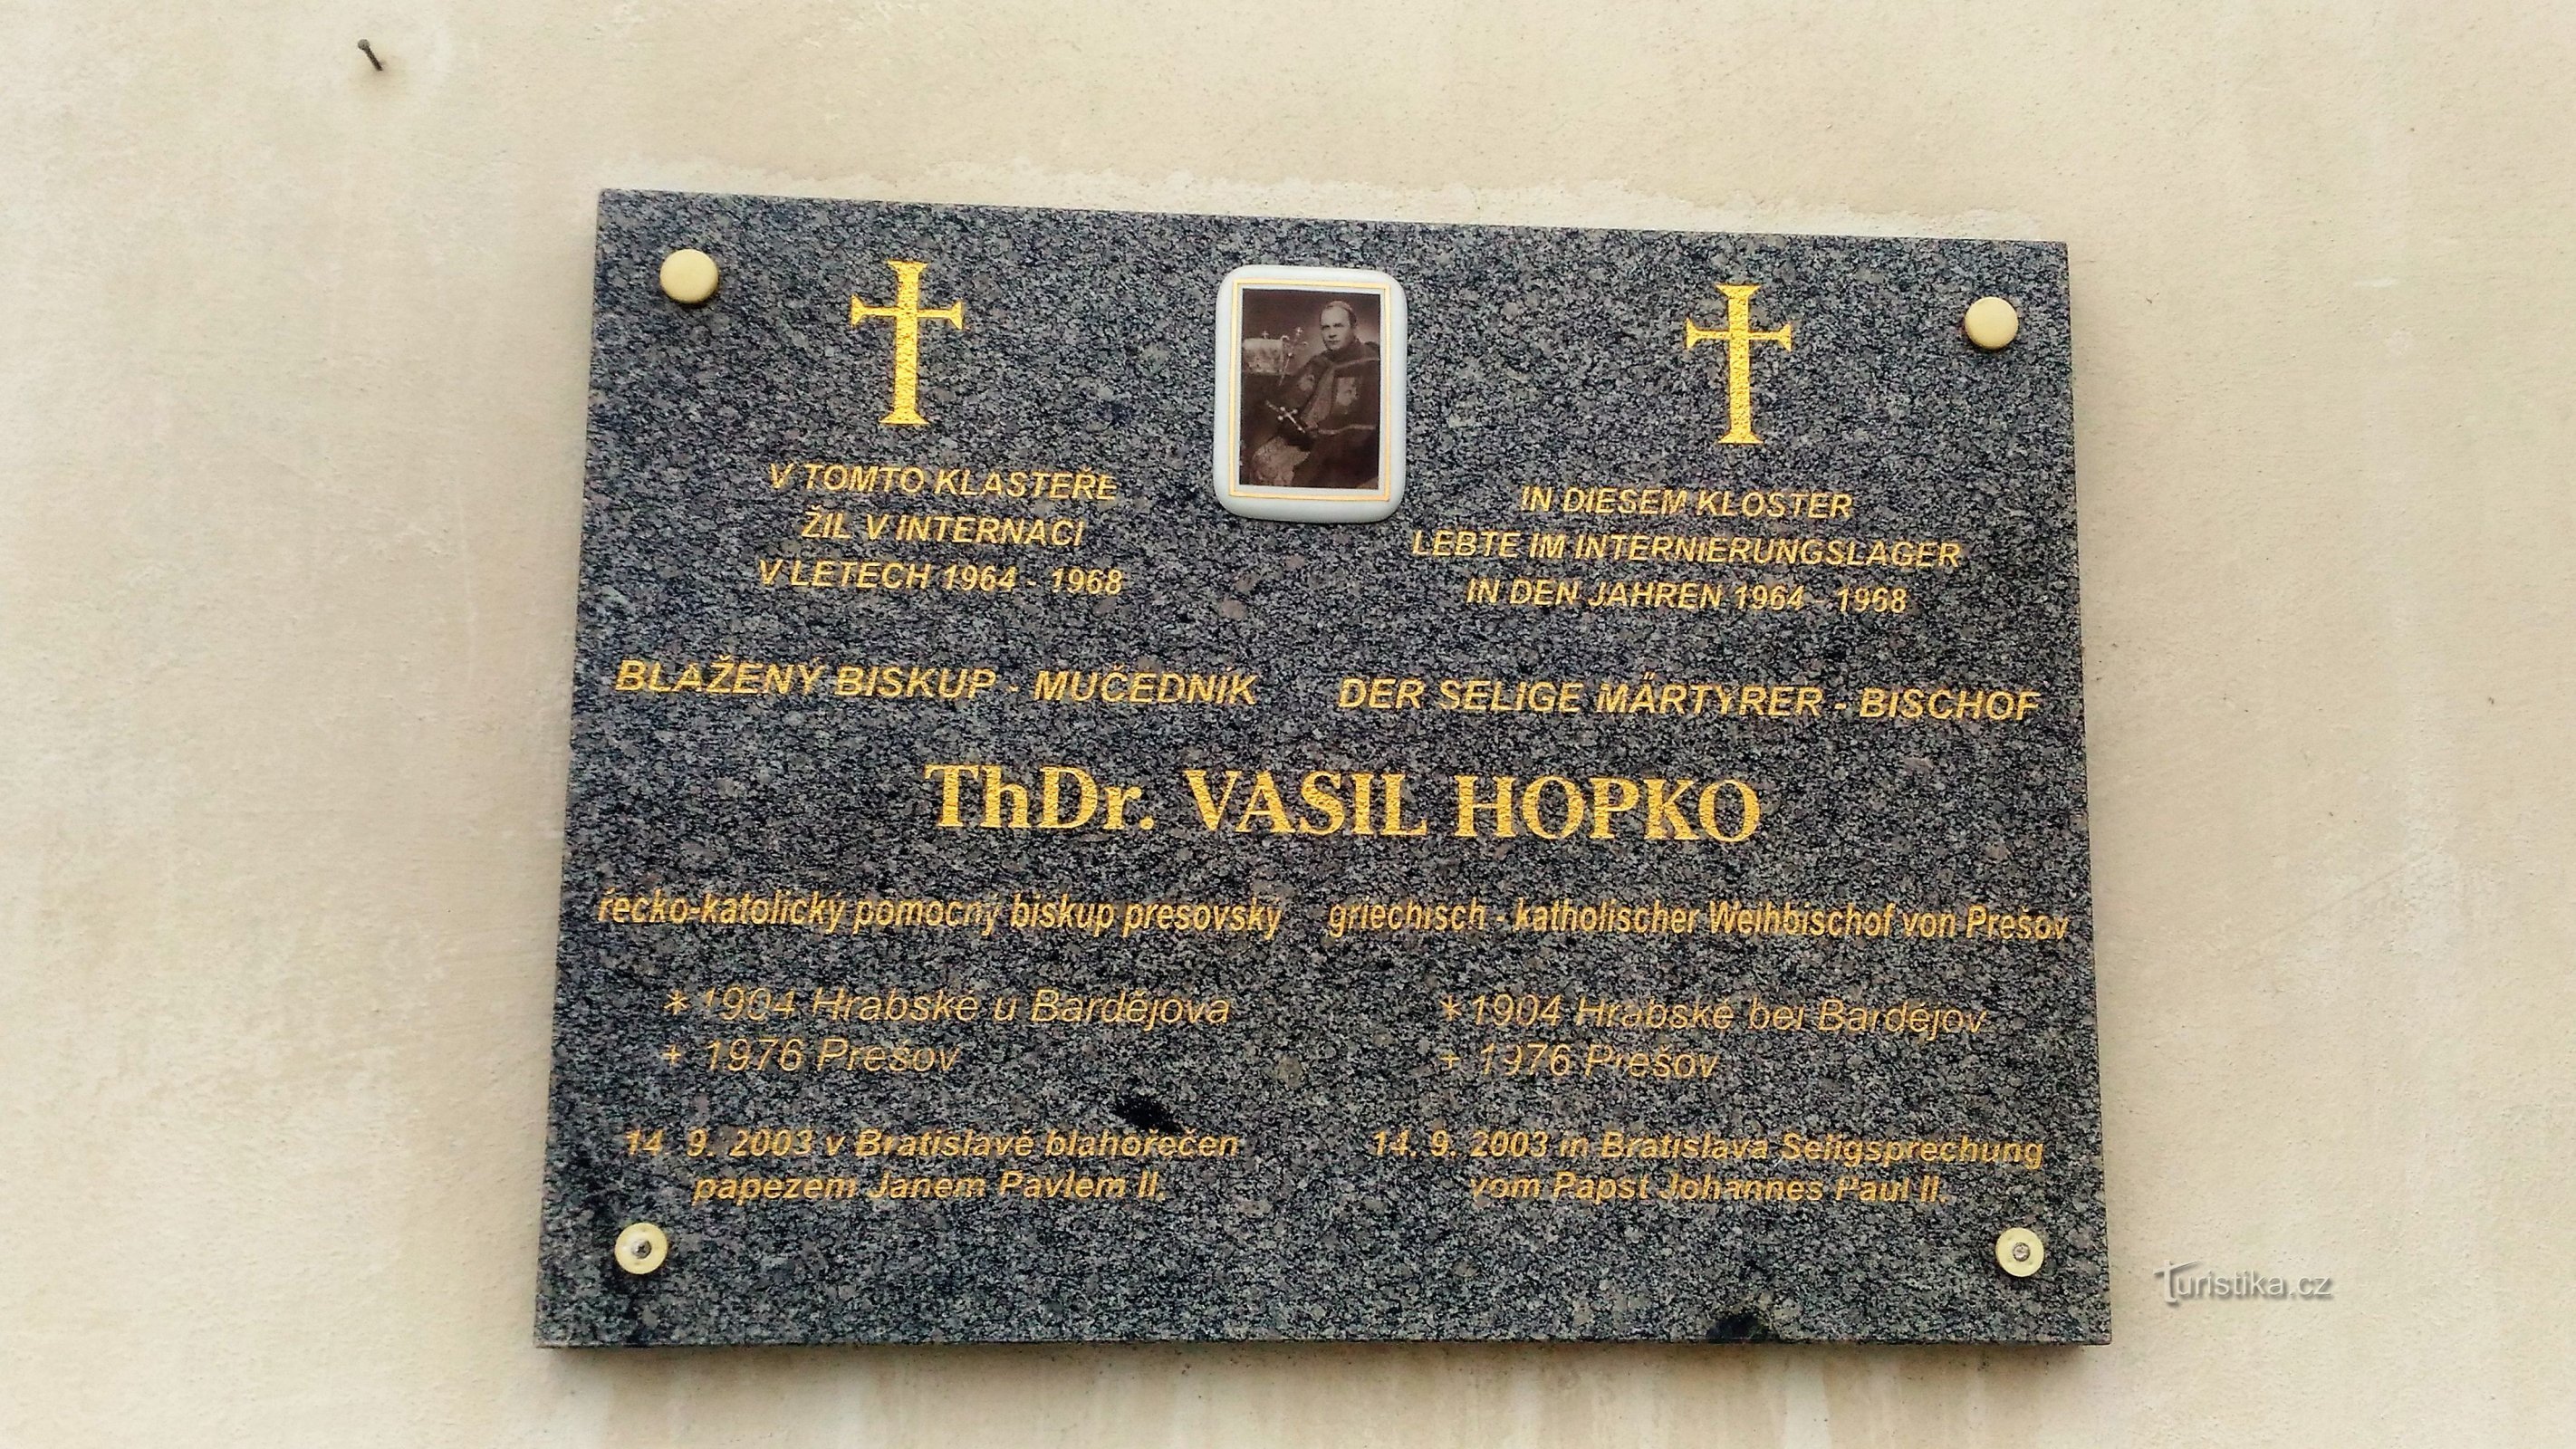 V TOMTO KLASTEŘE
ŽIL V INTERNACI
V LETECH 1964 - 1968
IN DIESEM KLOSTER
LEBTE IM INTERNIERUNGSLAGER
IN DEN JAHREN 1964 - 1968
BLAŽENÝ BISKUP - MUČEDNÍK
DER SELIGE MÄRTYRER - BISCHOF
ThDr. VASIL HOPKO
řecko-katolický pomocný biskup presovský
griechisch - katholischer Weihbischof von Prešov
* 1904 Hrabské u Bardějova
+ 1976 Prešov
* 1904 Hrabské bei Bardějov
+ 1976 Prešov
14. 9. 2003 v Bratislavě blahořečen
papezem Janem Pavlem II.
14. 9. 2003 in Bratislava Seligsprechung
vom Papst Johannes Paul II.
Turistika.cz